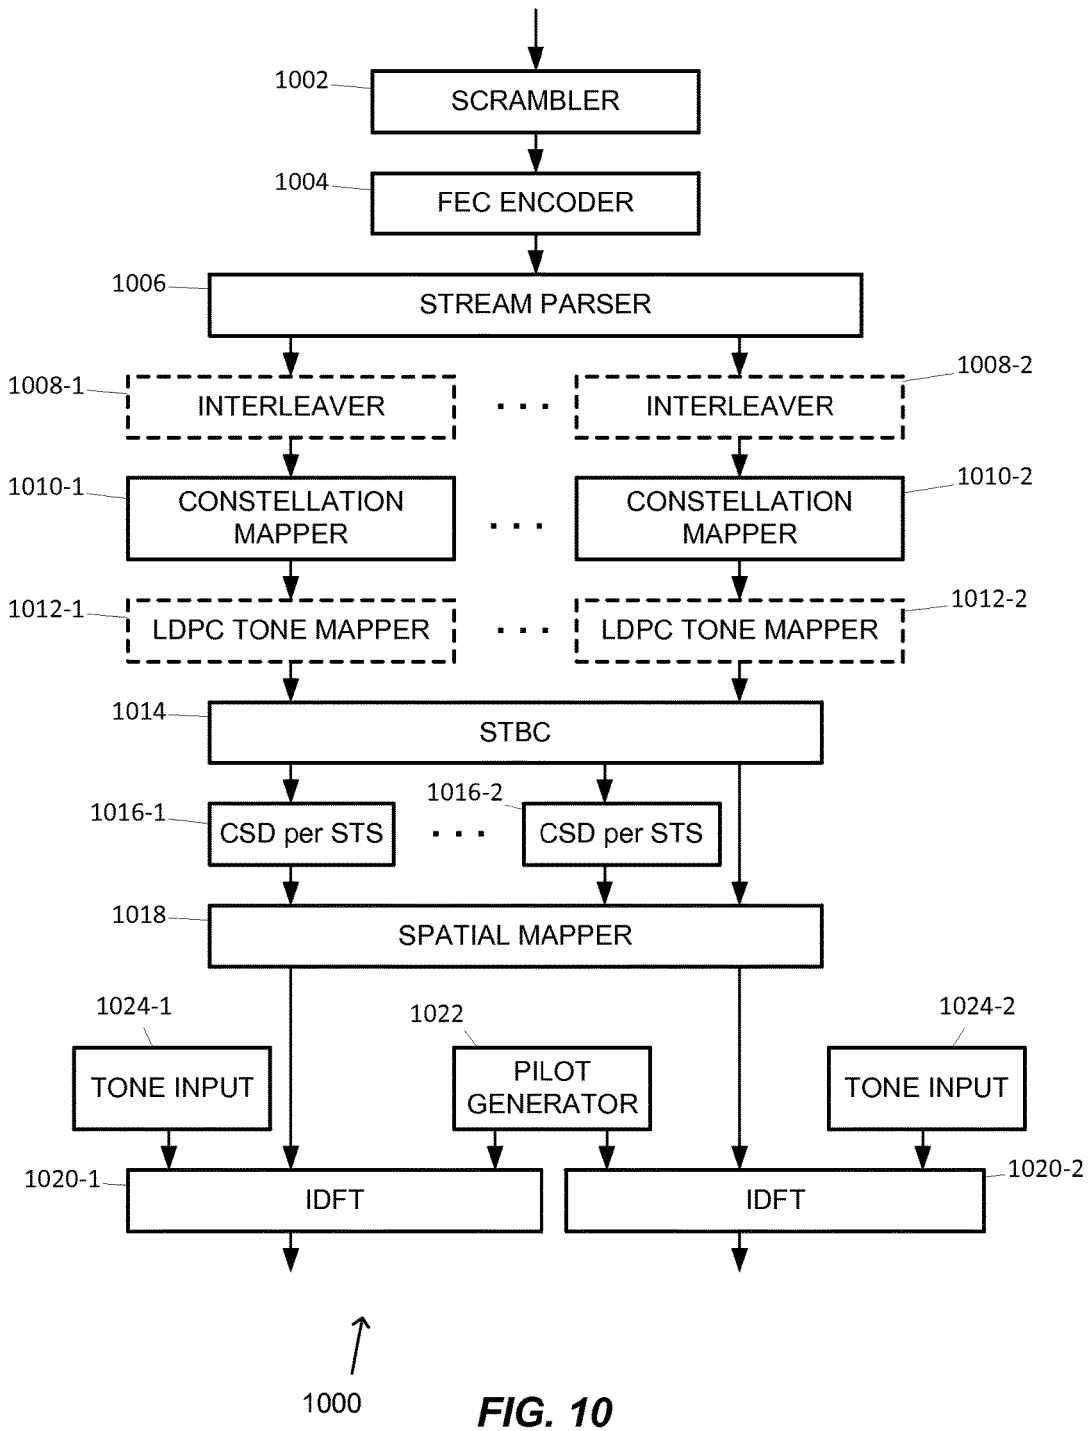 1002
SCRAMBLER
1004
FEC ENCODER
1006
STREAM PARSER
1008-1
INTERLEAVER
. . .
INTERLEAVER
1008-2
1010-1
CONSTELLATION
MAPPER
. . .
CONSTELLATION
MAPPER
1010-2
1012-1
LDPC TONE MAPPER
. . .
LDPC TONE MAPPER
1012-2
1014
STBC
1016-1
CSD per STS
. . .
1016-2
CSD per STS
1018
SPATIAL MAPPER
1024-1
TONE INPUT
1022
PILOT
GENERATOR
1024-2
TONE INPUT
1020-1
IDFT
IDFT
1020-2
1000
FIG. 10